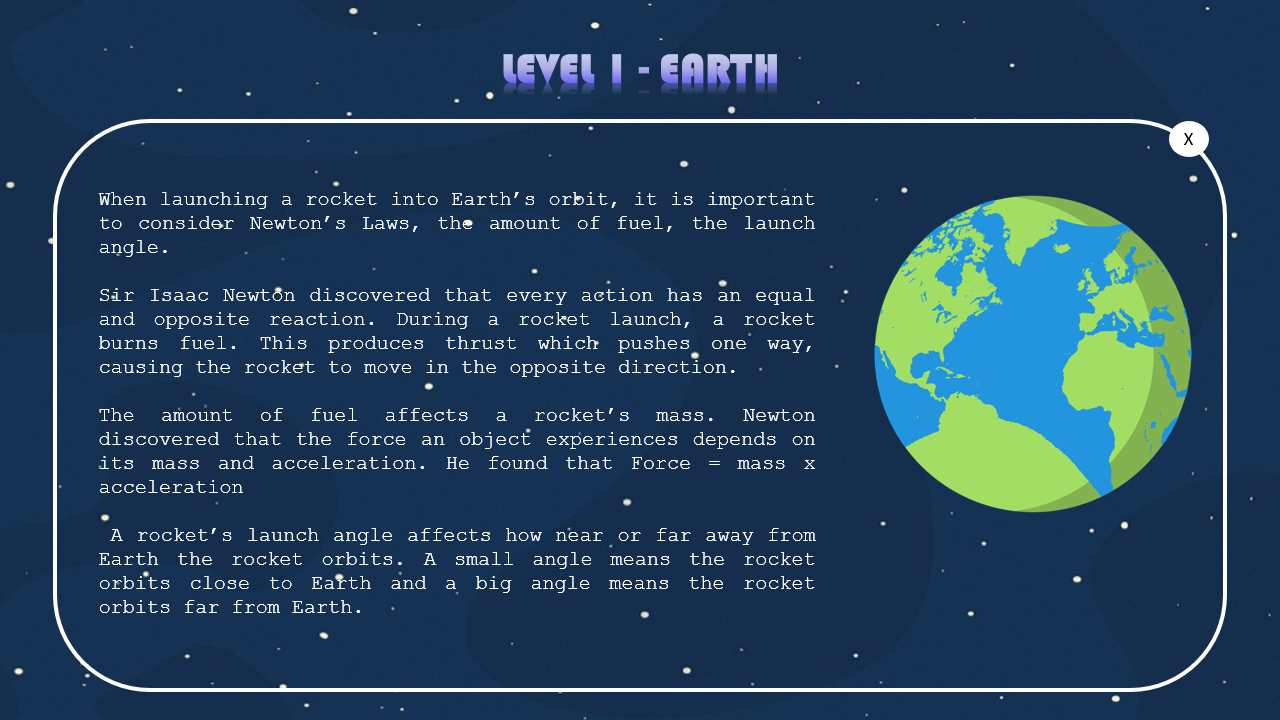 LEVEL 1 - EARTH
X
When launching a rocket into Earth’s orbit, it is important
to consider Newton’s Laws, the amount of fuel, the launch
angle.
Sir Isaac Newton discovered that every action has an equal
and opposite reaction. During a rocket launch, a rocket
burns fuel. This produces thrust which pushes one way,
causing the rocket to move in the opposite direction.
The amount of fuel affects a rocket’s mass. Newton
discovered that the force an object experiences depends on
its mass and acceleration. He found that Force = mass x
acceleration
A rocket’s launch angle affects how near or far away from
Earth the rocket orbits. A small angle means the rocket
orbits close to Earth and a big angle means the rocket
orbits far from Earth.